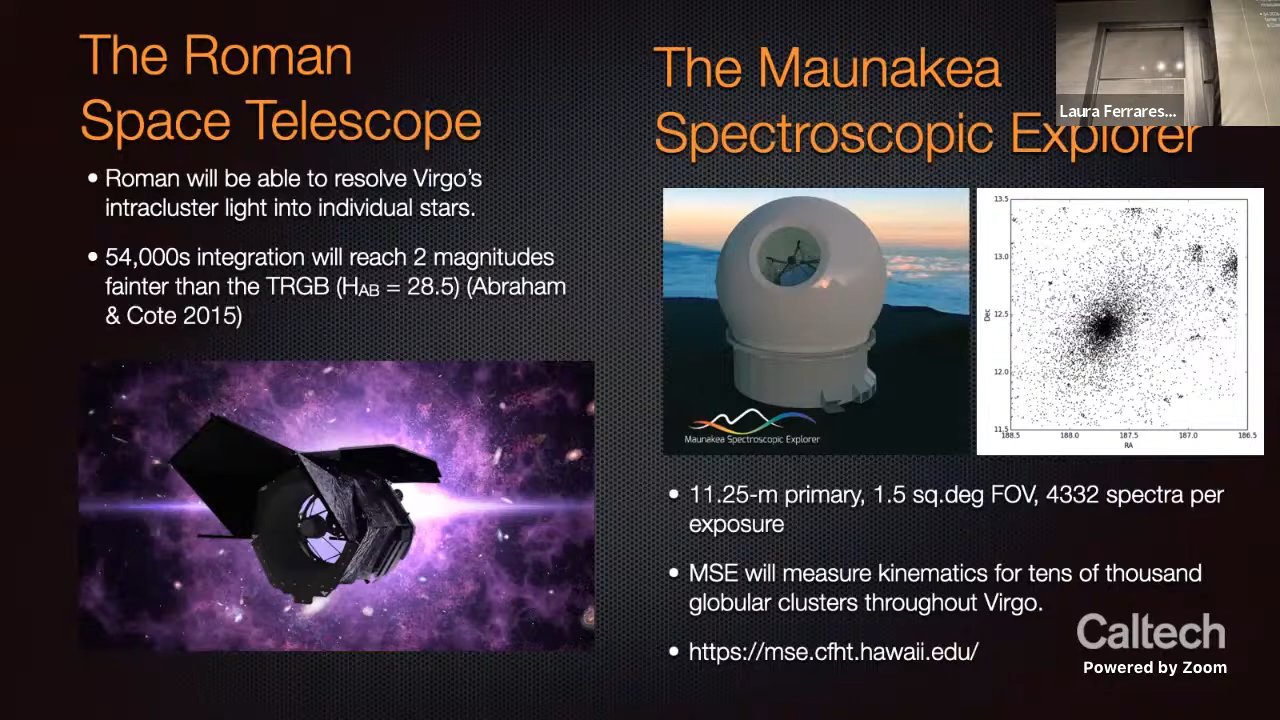 The Roman
Space Telescope
• Roman will be able to resolve Virgo's
intracluster light into individual stars.
• 54,000s integration will reach 2 magnitudes
fainter than the TRGB (HAB = 28.5) (Abraham
& Cote 2015)
The Maunakea
Spectroscopic Explorer
Laura Ferrares...
Maunakea Spectroscopic Explorer
13.5
13.0
12.5
12.0
11.5
Dec
188.5 188.0 187.5 187.0 186.5
RA
• 11.25-m primary, 1.5 sq.deg FOV, 4332 spectra per
exposure
• MSE will measure kinematics for tens of thousand
globular clusters throughout Virgo.
• https://mse.cfht.hawaii.edu/
Caltech
Powered by Zoom